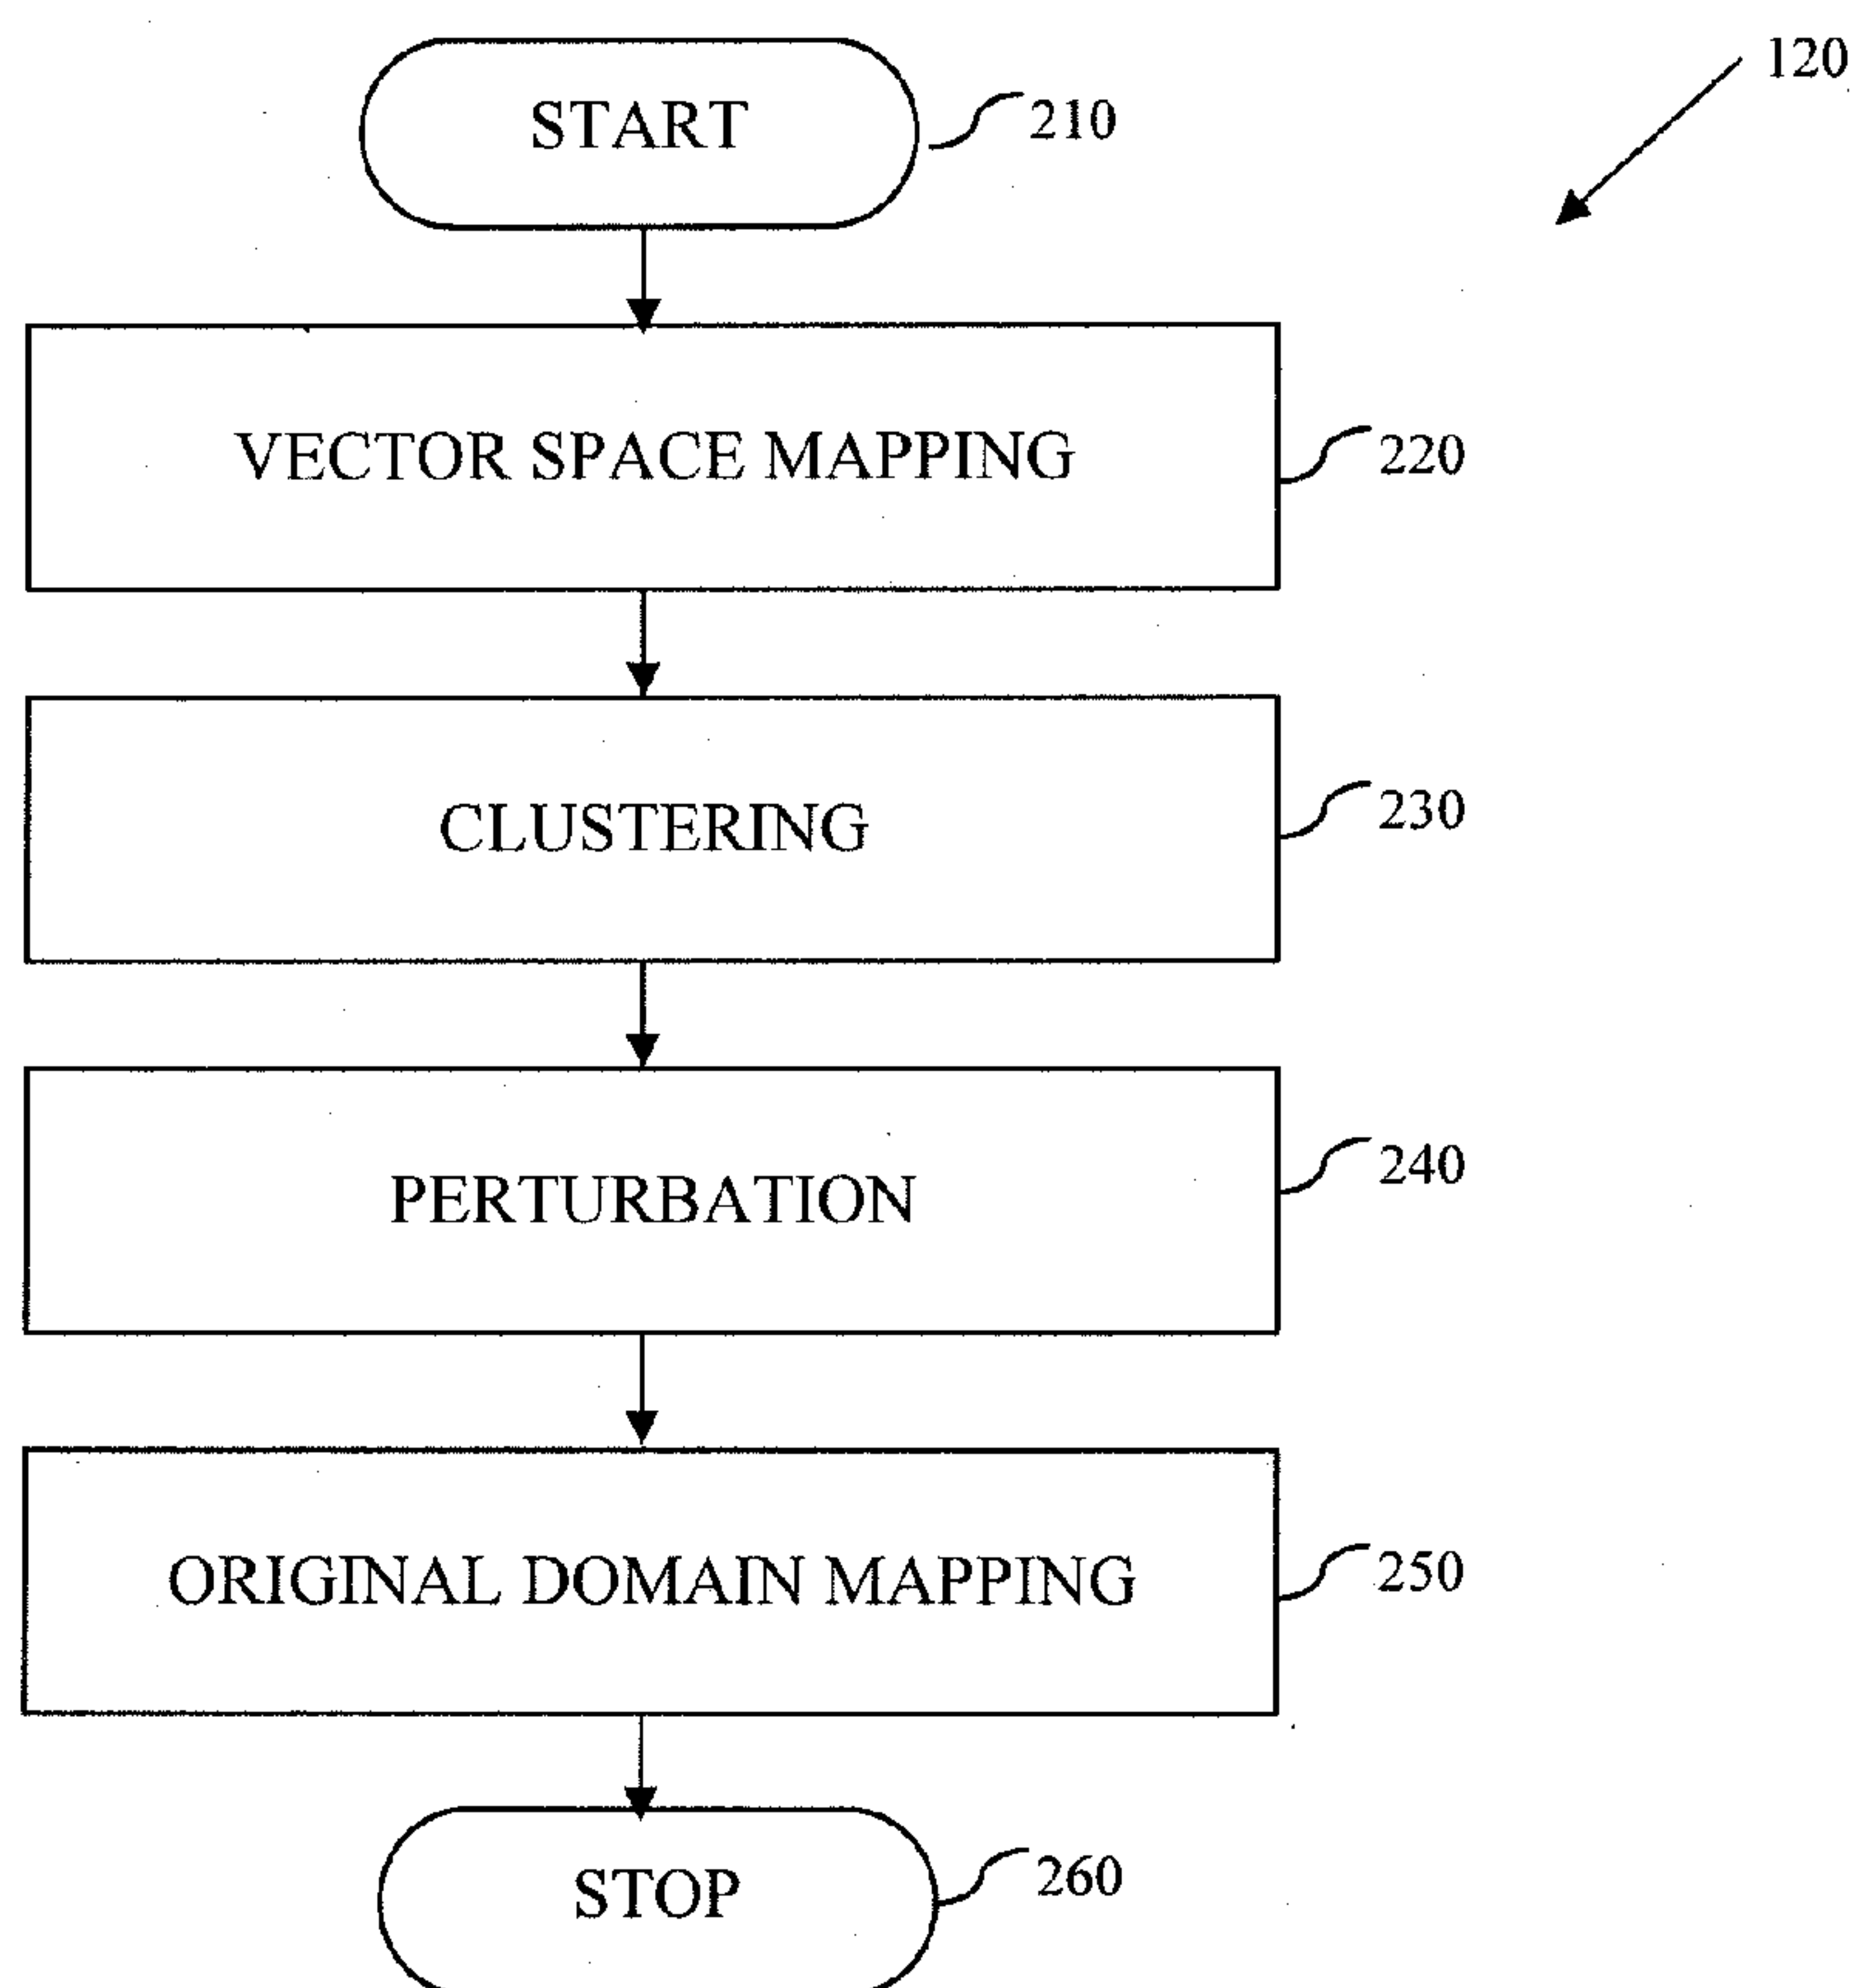 120
START
210
VECTOR SPACE MAPPING
220
CLUSTERING
230
PERTURBATION
240
ORIGINAL DOMAIN MAPPING
250
STOP
260